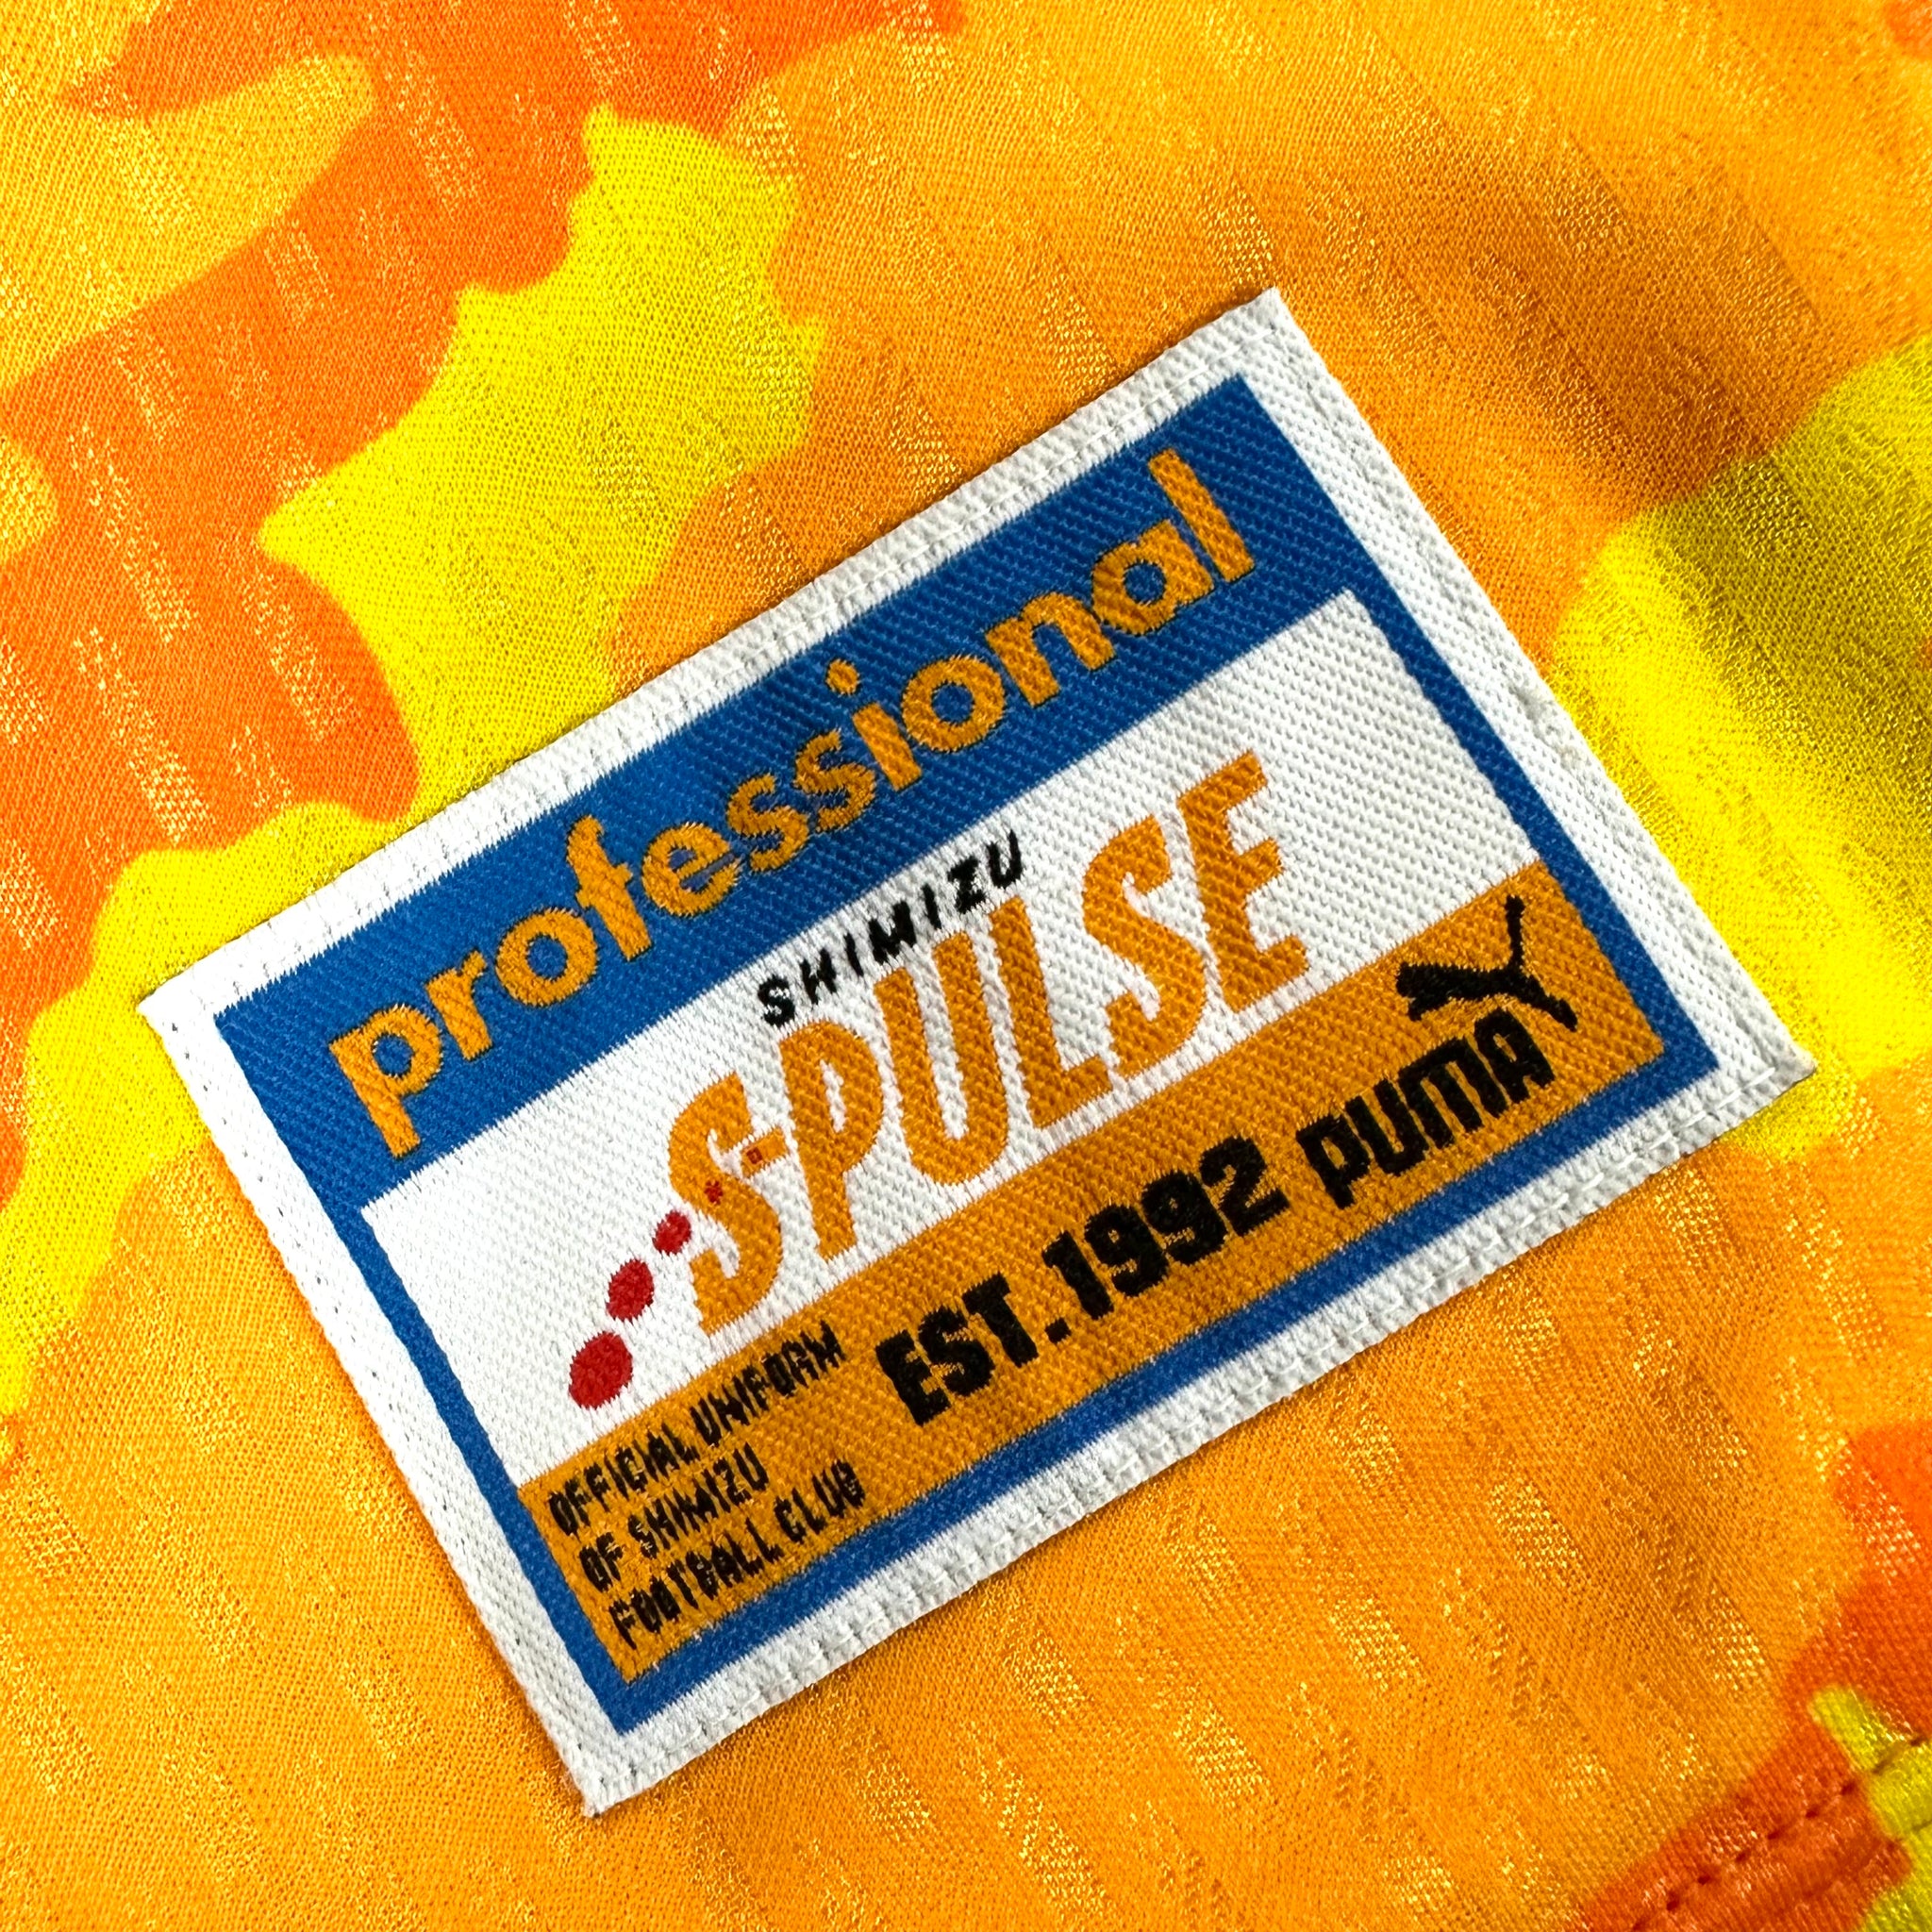 professional
SHIMIZU
S-PULSE
OFFICIAL UNIFORM
OF SHIMIZU
FOOTBALL CLUB
EST.1992 PUMA